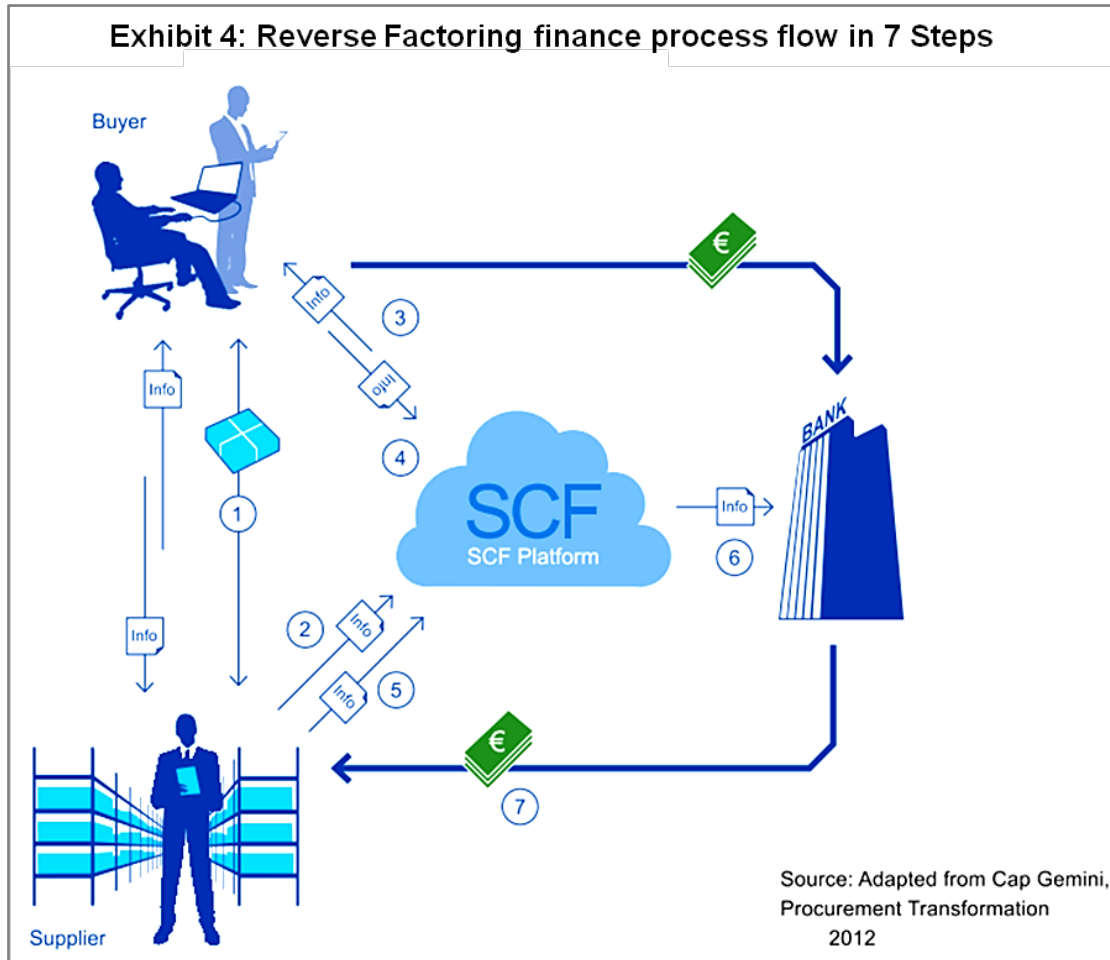 Exhibit 4: Reverse Factoring finance process flow in 7 Steps
Buyer
€
Info
3
Info
Info
4
BANK
1
SCF
SCF Platform
Info
6
2
Info
Info
Info
5
€
7
Supplier
Source: Adapted from Cap Gemini,
Procurement Transformation
2012